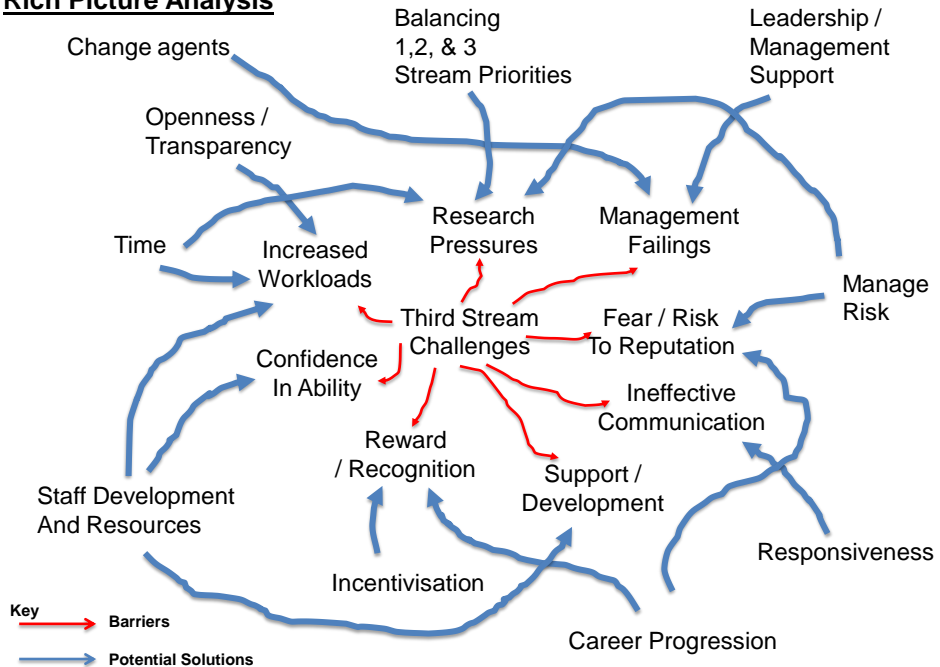 Rich Picture Analysis
Change agents
Balancing
1,2, & 3
Stream Priorities
Leadership /
Management
Support
Openness /
Transparency
Time
Increased
Workloads
Research
Pressures
Management
Failings
Manage
Risk
Third Stream
Challenges
Fear / Risk
To Reputation
Confidence
In Ability
Ineffective
Communication
Reward
/ Recognition
Support /
Development
Staff Development
And Resources
Incentivisation
Responsiveness
Career Progression
Key
Barriers
Potential Solutions